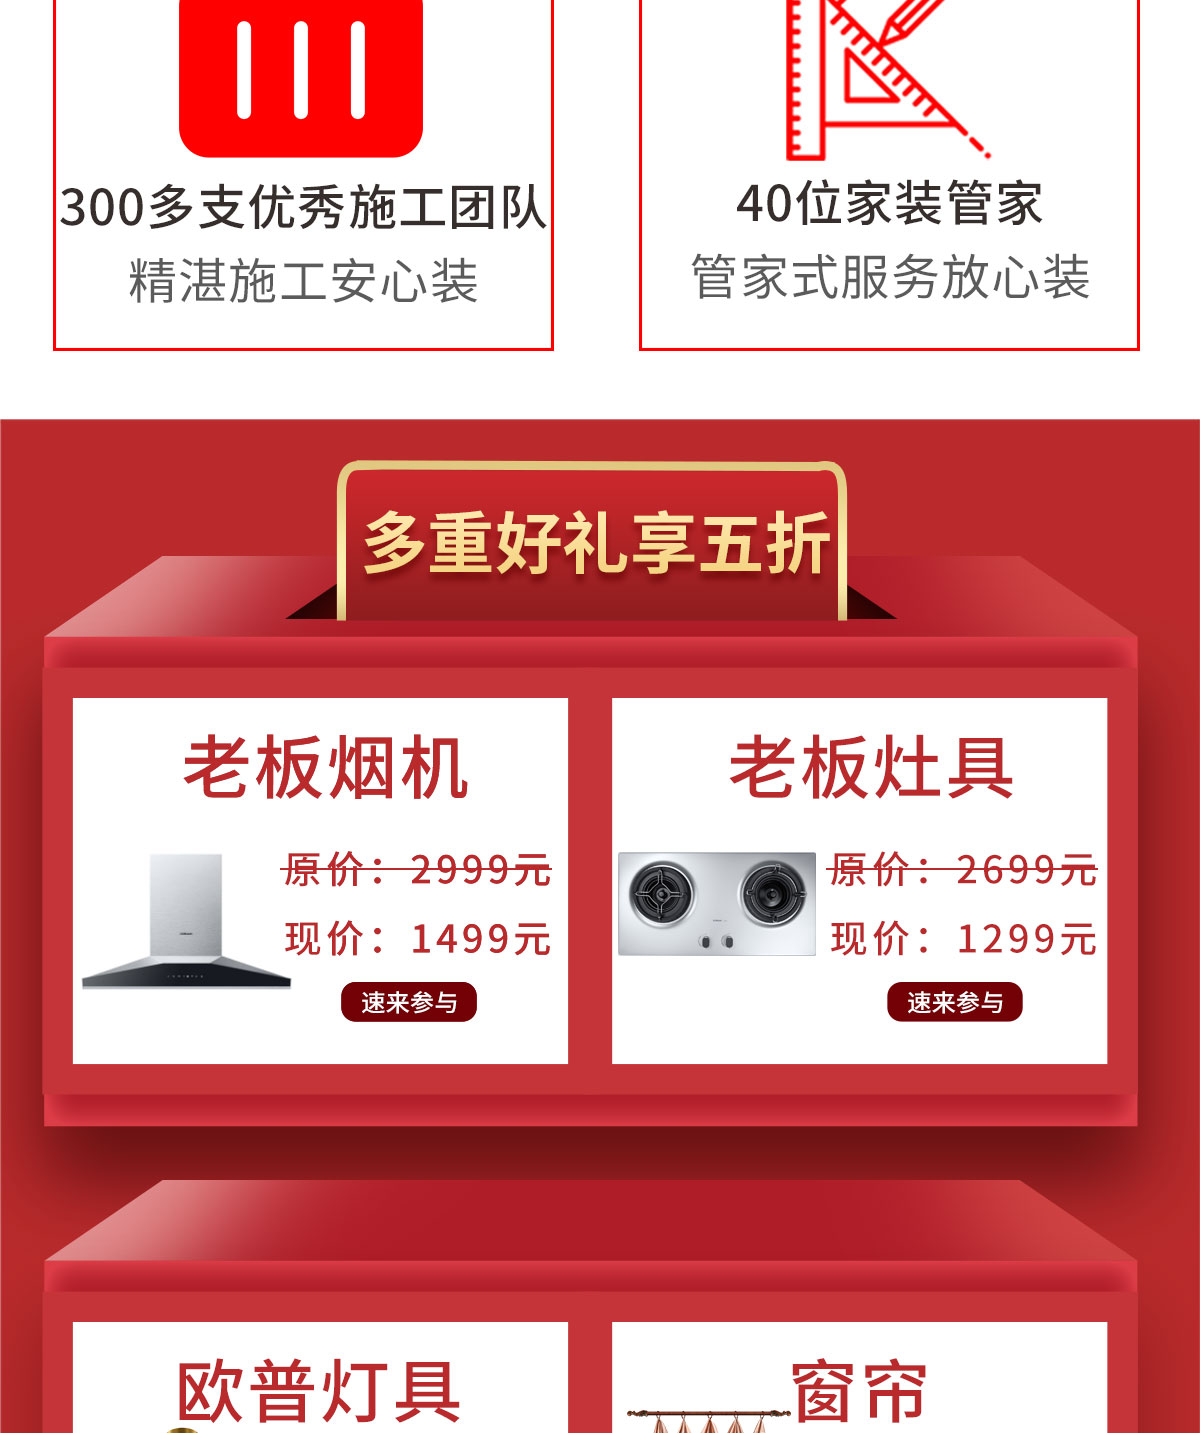 300多支优秀施工团队
精湛施工安心装
40位家装管家
管家式服务放心装
多重好礼享五折
老板烟机
原价：2999元
现价：1499元
速来参与
老板灶具
原价：2699元
现价：1299元
速来参与
欧普灯具
窗帘